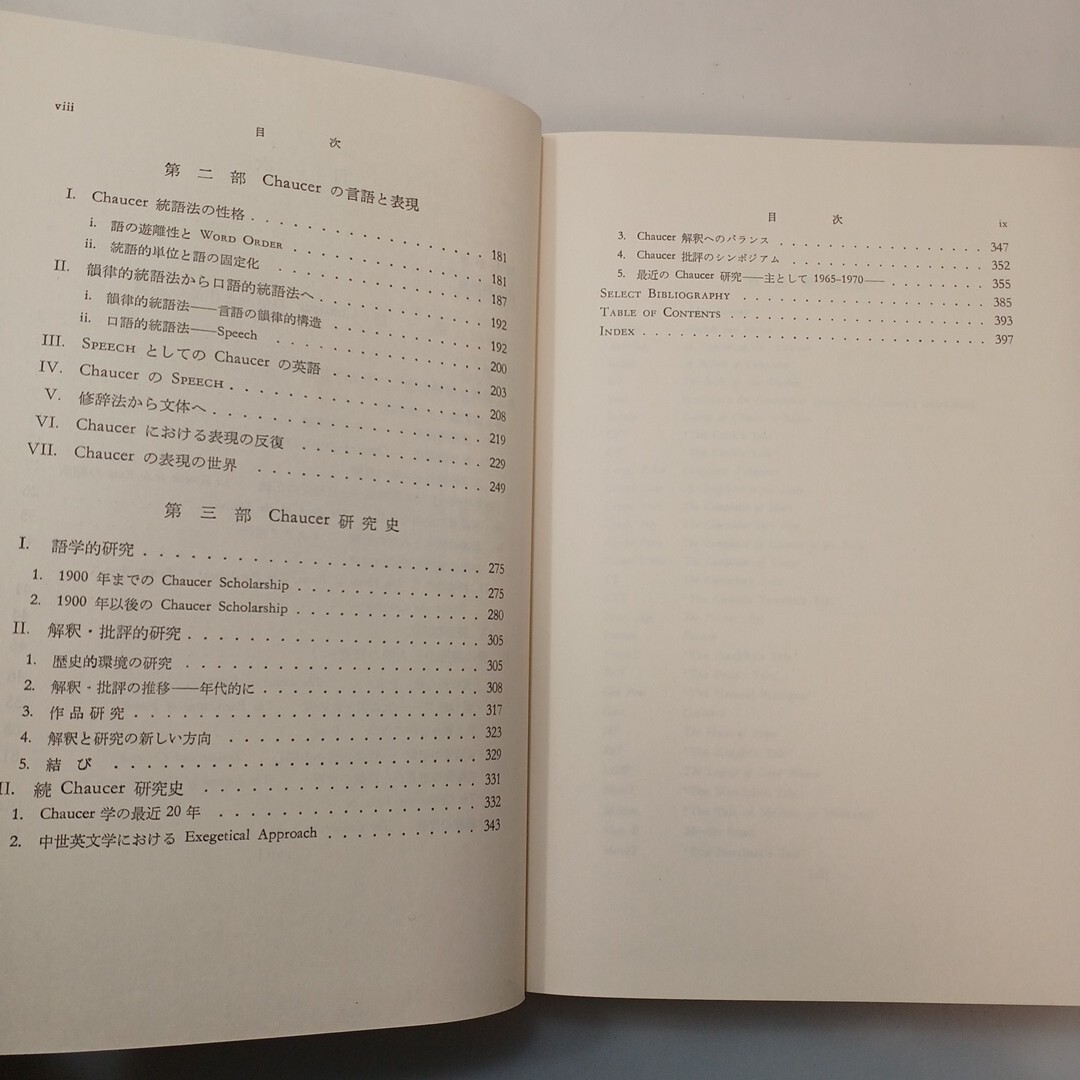 viii
目 次
第 二 部 Chaucer の言語と表現
I. Chaucer 統語法の性格 . . . . . . . . . . . . 181
i. 語の遊離性と WORD ORDER . . . . . . . . . . 181
ii. 統語的単位と語の固定化 . . . . . . . . . . 187
II. 韻律的統語法から口語的統語法へ . . . . . . . . 192
i. 韻律的統語法——言語の韻律的構造 . . . . . . . . 192
ii. 口語的統語法——Speech . . . . . . . . . . 200
III. SPEECH としての Chaucer の英語 . . . . . . . . 203
IV. Chaucer の SPEECH . . . . . . . . . . . . 208
V. 修辞法から文体へ . . . . . . . . . . . . 219
VI. Chaucer における表現の反復 . . . . . . . . . . 229
VII. Chaucer の表現の世界 . . . . . . . . . . . . 249
第 三 部 Chaucer 研 究 史
I. 語学的研究 . . . . . . . . . . . . . . . . 275
1. 1900 年までの Chaucer Scholarship . . . . . . . . 275
2. 1900 年以後の Chaucer Scholarship . . . . . . . . 280
II. 解釈・批評的研究 . . . . . . . . . . . . . . 305
1. 歴史的環境の研究 . . . . . . . . . . . . . . 305
2. 解釈・批評の推移——年代的に . . . . . . . . . . 308
3. 作 品 研 究 . . . . . . . . . . . . . . . . 317
4. 解釈と研究の新しい方向 . . . . . . . . . . . . 323
5. 結 び . . . . . . . . . . . . . . . . . . 329
II. 続 Chaucer 研究史 . . . . . . . . . . . . . . 331
1. Chaucer 学の最近 20 年 . . . . . . . . . . . . 332
2. 中世英文学における Exegetical Approach . . . . . . . . 343
目 次
ix
3. Chaucer 解釈へのバランス . . . . . . . . . . . . 347
4. Chaucer 批評のシンポジアム . . . . . . . . . . . . 352
5. 最近の Chaucer 研究——主として 1965–1970—— . . . . . . . . 355
SELECT BIBLIOGRAPHY . . . . . . . . . . . . . . 385
TABLE OF CONTENTS . . . . . . . . . . . . . . 393
INDEX . . . . . . . . . . . . . . . . . . 397